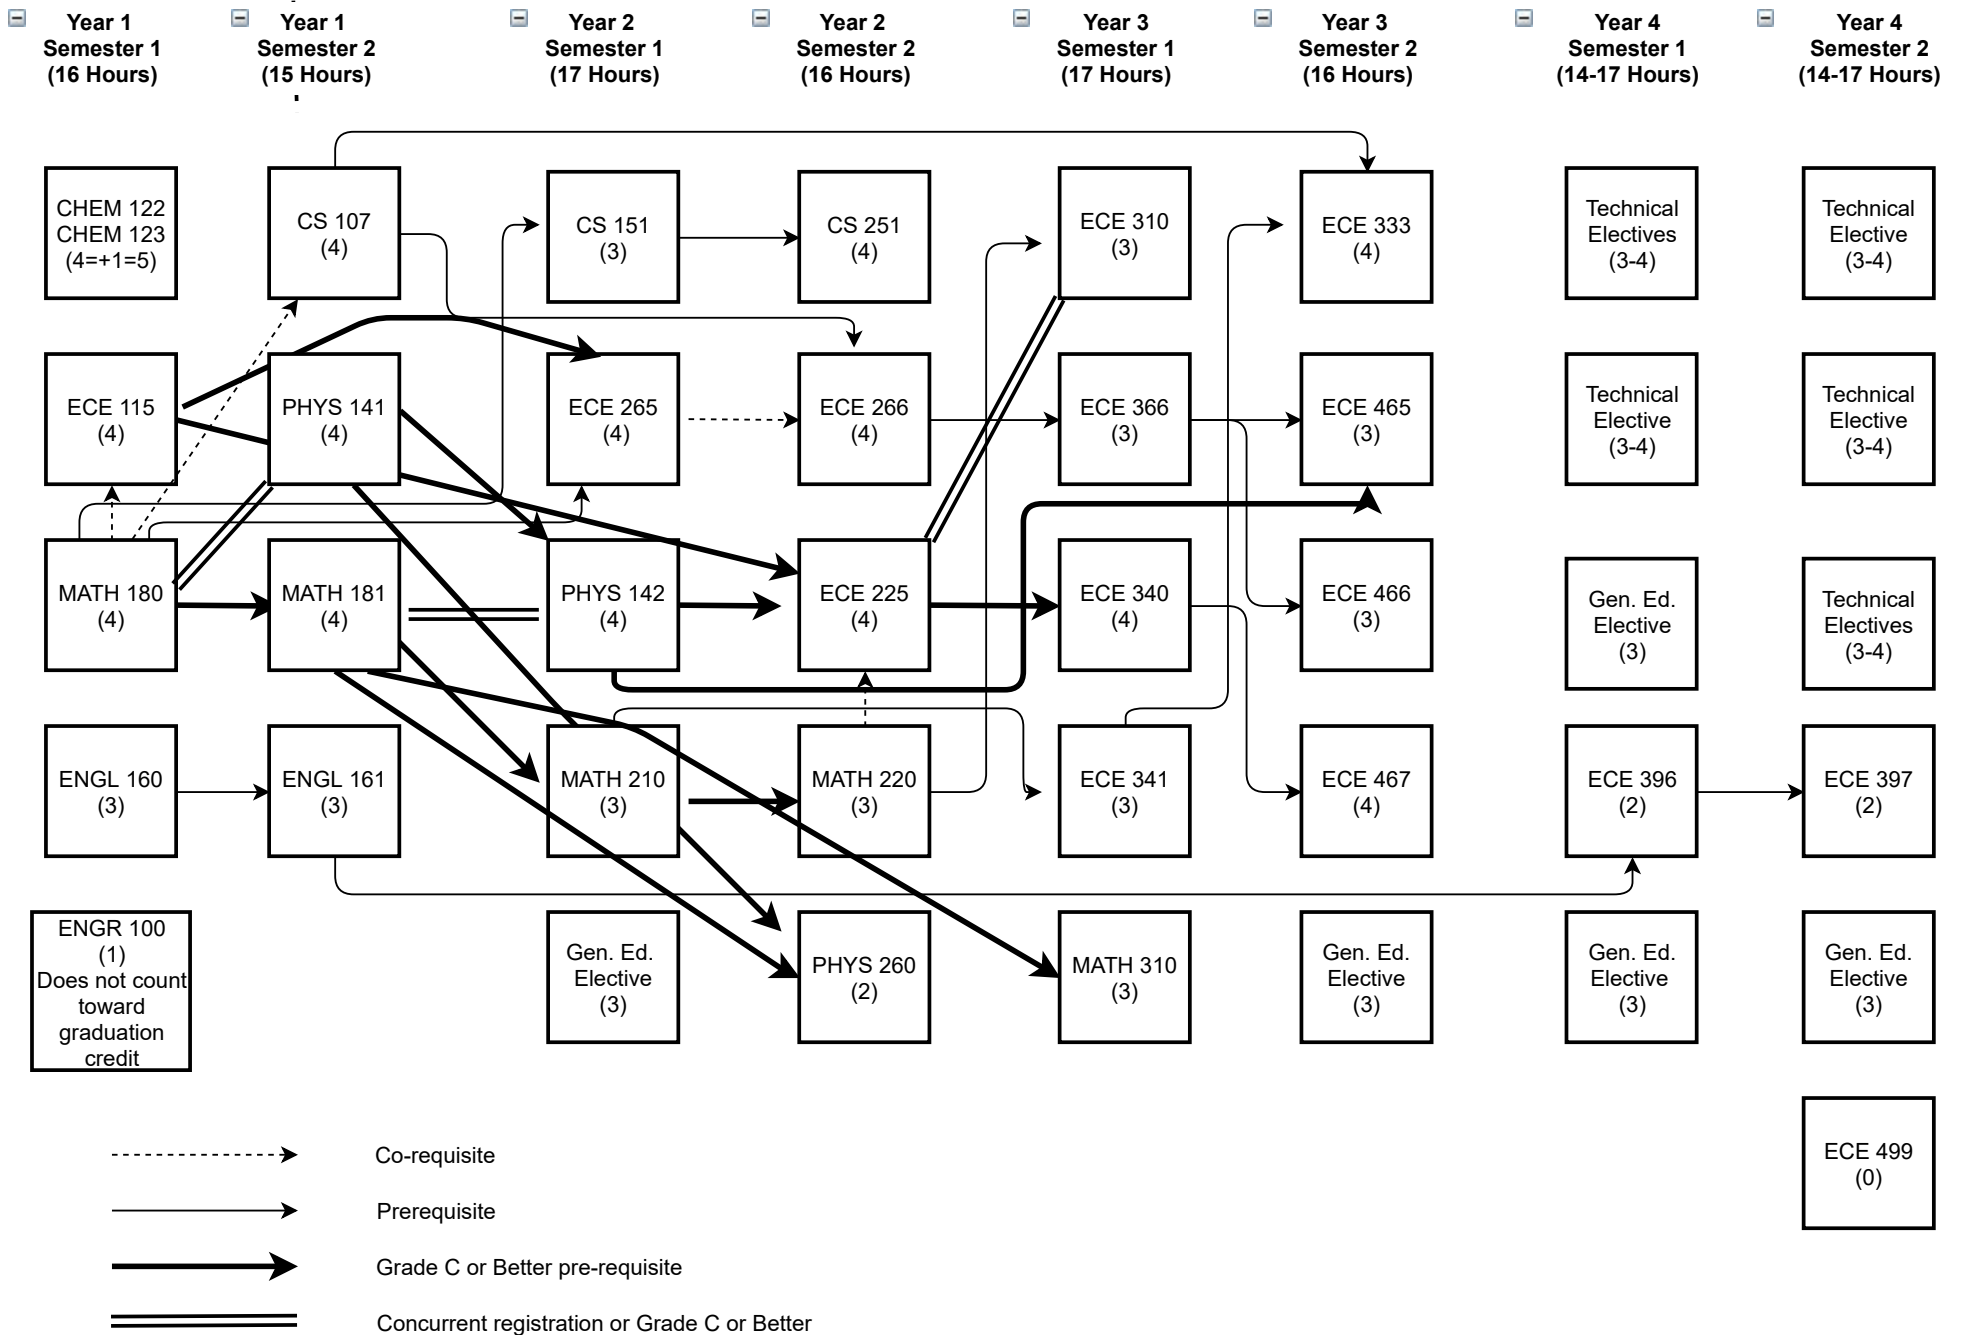 Year 1
Semester 1
(16 Hours)
Year 1
Semester 2
(15 Hours)
Year 2
Semester 1
(17 Hours)
Year 2
Semester 2
(16 Hours)
Year 3
Semester 1
(17 Hours)
Year 3
Semester 2
(16 Hours)
Year 4
Semester 1
(14-17 Hours)
Year 4
Semester 2
(14-17 Hours)
CHEM 122
CHEM 123
(4=+1=5)
CS 107
(4)
CS 151
(3)
CS 251
(4)
ECE 310
(3)
ECE 333
(4)
Technical
Electives
(3-4)
Technical
Elective
(3-4)
ECE 115
(4)
PHYS 141
(4)
ECE 265
(4)
ECE 266
(4)
ECE 366
(3)
ECE 465
(3)
Technical
Elective
(3-4)
Technical
Elective
(3-4)
MATH 180
(4)
MATH 181
(4)
PHYS 142
(4)
ECE 225
(4)
ECE 340
(4)
ECE 466
(3)
Gen. Ed.
Elective
(3)
Technical
Electives
(3-4)
ENGL 160
(3)
ENGL 161
(3)
MATH 210
(3)
MATH 220
(3)
ECE 341
(3)
ECE 467
(4)
ECE 396
(2)
ECE 397
(2)
ENGR 100
(1)
Does not count
toward
graduation
credit
Gen. Ed.
Elective
(3)
PHYS 260
(2)
MATH 310
(3)
Gen. Ed.
Elective
(3)
Gen. Ed.
Elective
(3)
Gen. Ed.
Elective
(3)
ECE 499
(0)
Co-requisite
Prerequisite
Grade C or Better pre-requisite
Concurrent registration or Grade C or Better